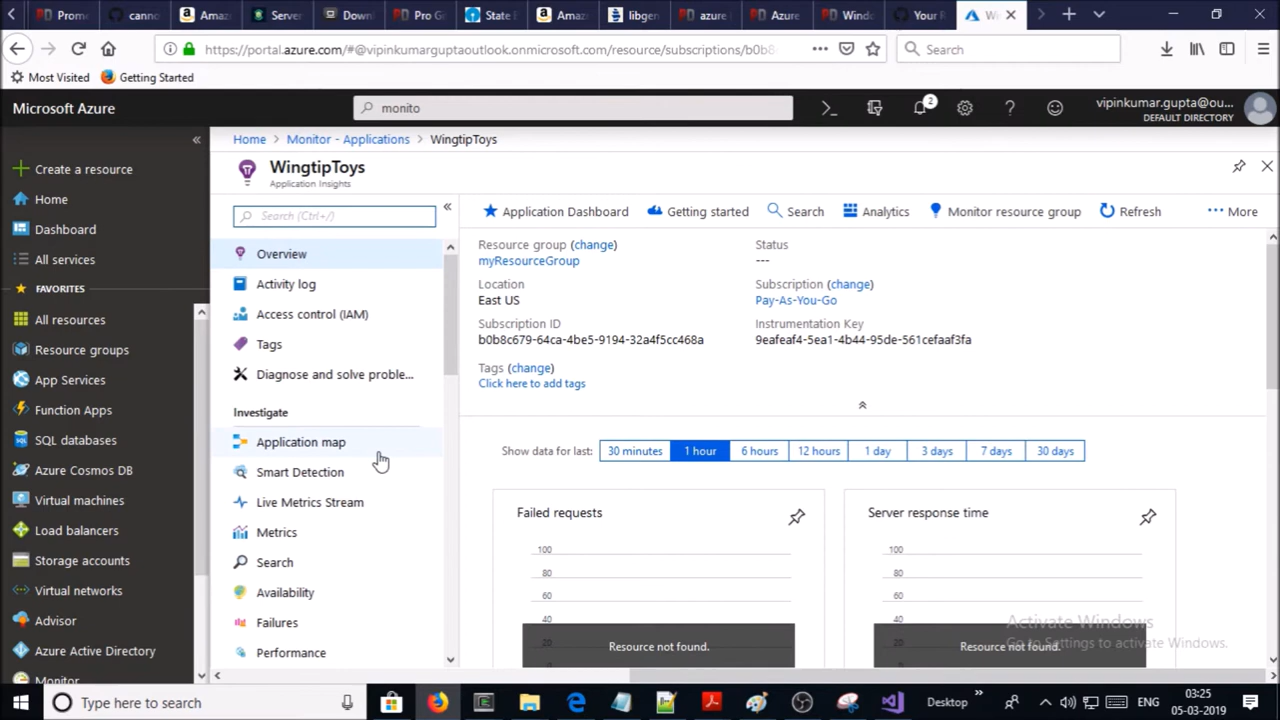 Prome
canno
Amaz
Server
Down
Pro G
State E
Amaz
libgen
azure
Azure
Windo
Your R
Wi
https://portal.azure.com/#@vipinkumarguptaoutlook.onmicrosoft.com/resource/subscriptions/b0b8c
Search
Most Visited
Getting Started
Microsoft Azure
monito
2
vipinkumar.gupta@ou...
DEFAULT DIRECTORY
Create a resource
Home
Dashboard
All services
FAVORITES
All resources
Resource groups
App Services
Function Apps
SQL databases
Azure Cosmos DB
Virtual machines
Load balancers
Storage accounts
Virtual networks
Advisor
Azure Active Directory
Monitor
Home > Monitor - Applications > WingtipToys
WingtipToys
Application Insights
Search (Ctrl+/)
Overview
Activity log
Access control (IAM)
Tags
Diagnose and solve proble...
Investigate
Application map
Smart Detection
Live Metrics Stream
Metrics
Search
Availability
Failures
Performance
Application Dashboard
Getting started
Search
Analytics
Monitor resource group
Refresh
More
Resource group (change)
myResourceGroup
Location
East US
Subscription ID
b0b8c679-64ca-4be5-9194-32a4f5cc468a
Tags (change)
Click here to add tags
Status
---
Subscription (change)
Pay-As-You-Go
Instrumentation Key
9eafeaf4-5ea1-4b44-95de-561cefaaf3fa
Show data for last:
30 minutes
1 hour
6 hours
12 hours
1 day
3 days
7 days
30 days
Failed requests
100
80
60
40
20
Resource not found.
Server response time
100
80
60
40
20
Resource not found.
Activate Windows
Go to Settings to activate Windows.
Type here to search
Desktop
ENG
03:25
05-03-2019